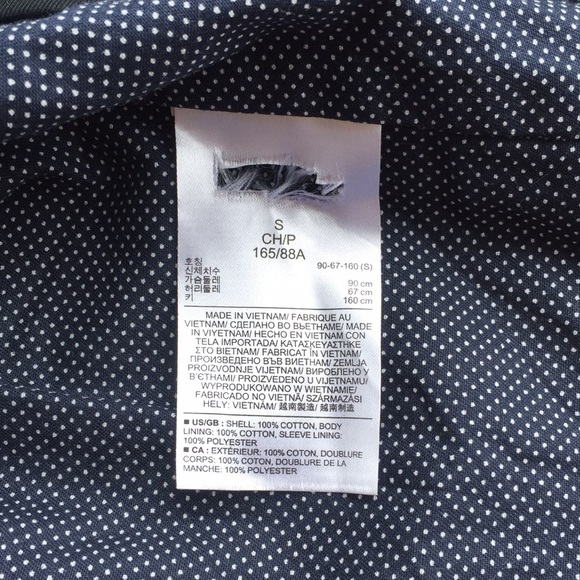 S
CH/P
165/88A
호칭
신체치수 90-67-160 (S)
가슴둘레 90 cm
허리둘레 67 cm
키 160 cm
MADE IN VIETNAM/ FABRIQUE AU
VIETNAM/ СДЕЛАНО ВО ВЬЕТНАМЕ/ MADE
IN VIYETNAM/ HECHO EN VIETNAM CON
TELA IMPORTADA/ ΚΑΤΑΣΚΕΥΑΣΤΗΚΕ
ΣΤΟ ΒΙΕΤΝΑΜ/ FABRICAT ÎN VIETNAM/
ПРОИЗВЕДЕНО ВЪВ ВИЕТНАМ/ ZEMLJA
PROIZVODNJE VIJETNAM/ ВИРОБЛЕНО У
В'ЄТНАМІ/ PROIZVEDENO U VIJETNAMU/
WYPRODUKOWANO W WIETNAMIE/
FABRICADO NO VIETNÃ/ SZÁRMAZÁSI
HELY: VIETNÁM/ 越南製造/ 越南制造
■ US/GB : SHELL: 100% COTTON, BODY
LINING: 100% COTTON, SLEEVE LINING:
100% POLYESTER
■ CA : EXTÉRIEUR: 100% COTON, DOUBLURE
CORPS: 100% COTON, DOUBLURE DE LA
MANCHE: 100% POLYESTER